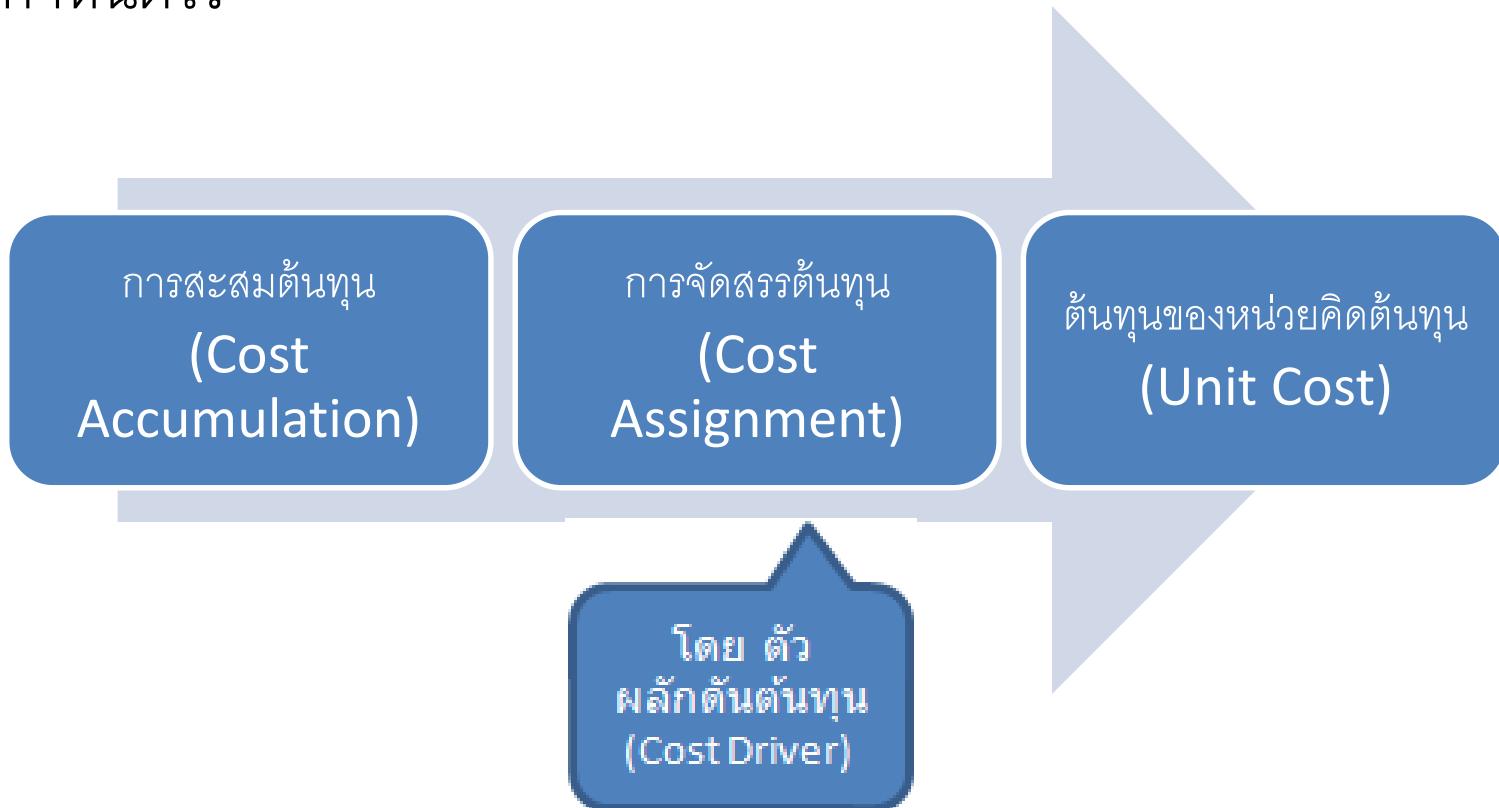 การสะสมต้นทุน
(Cost
Accumulation)
การจัดสรรต้นทุน
(Cost
Assignment)
ต้นทุนของหน่วยคิดต้นทุน
(Unit Cost)
โดย ตัว
ผลักดันต้นทุน
(Cost Driver)